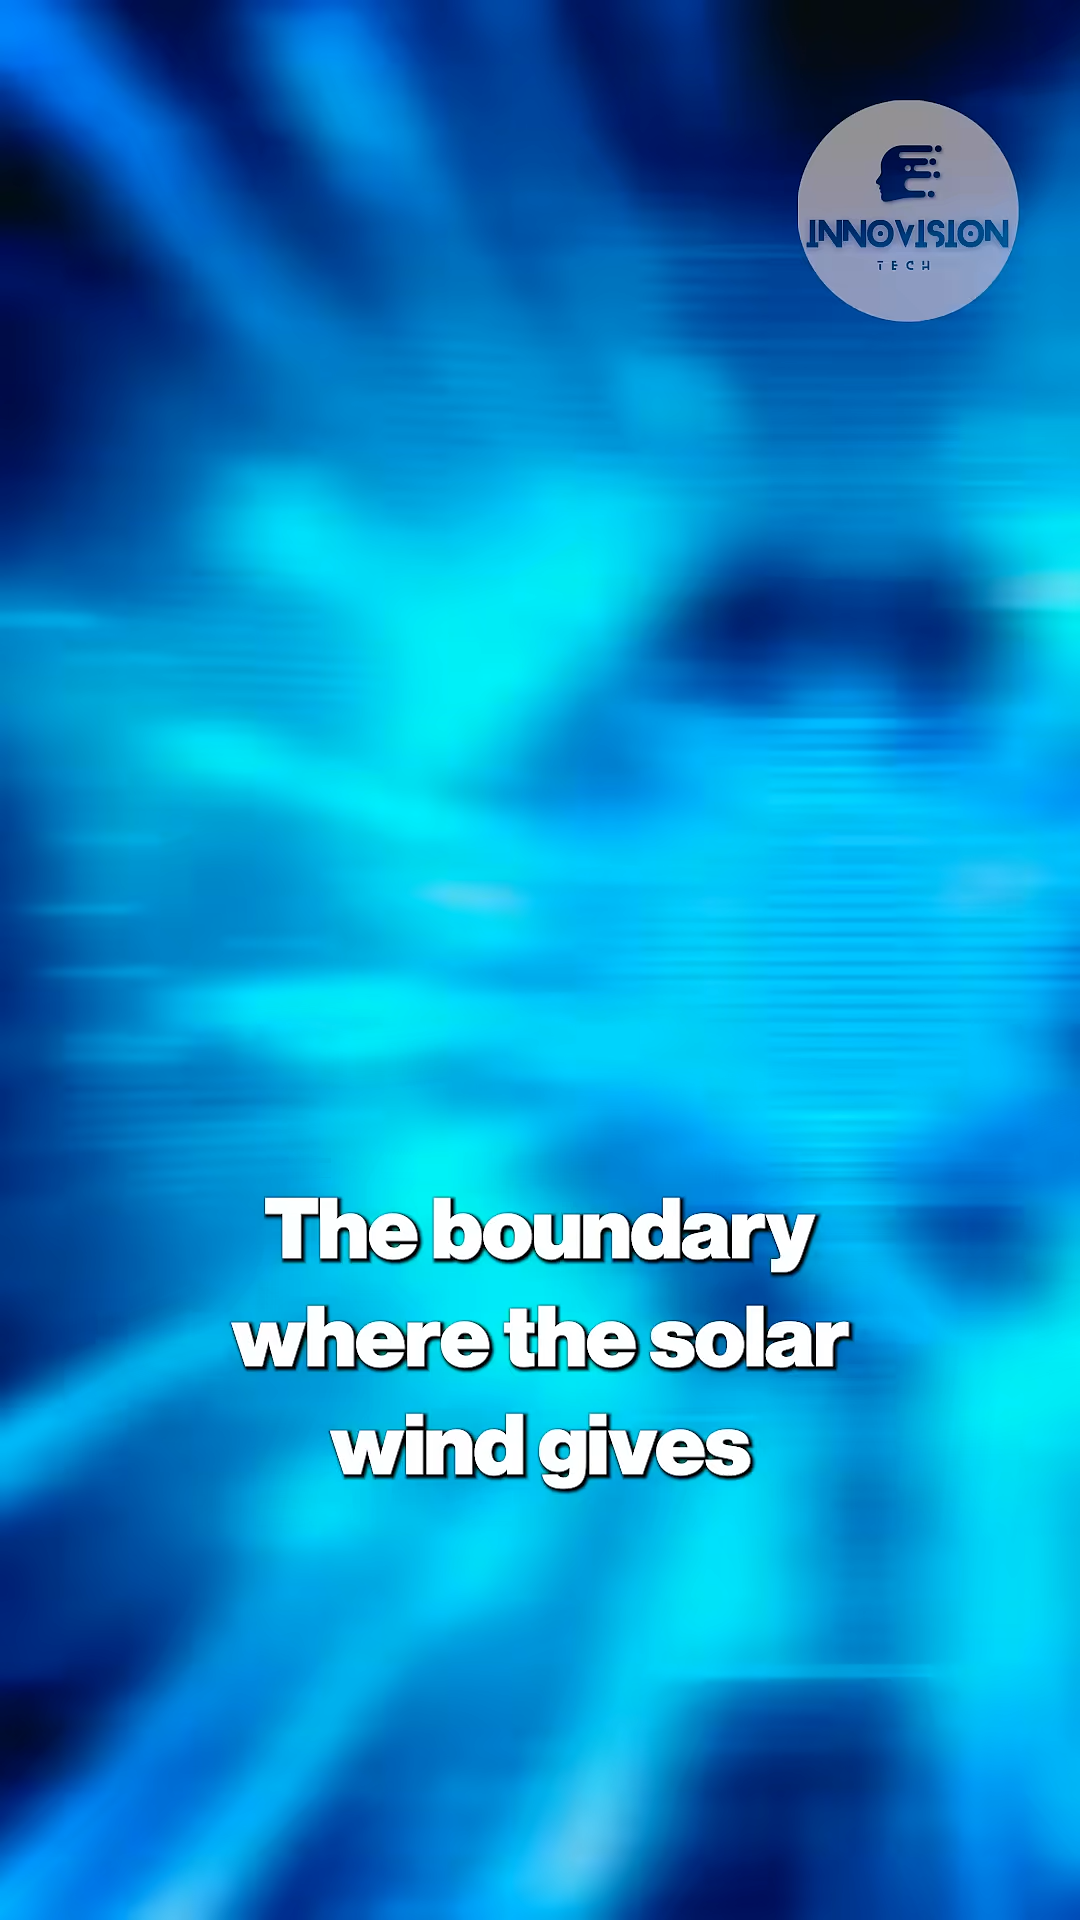 INNOVISION
TECH
The boundary
where the solar
wind gives